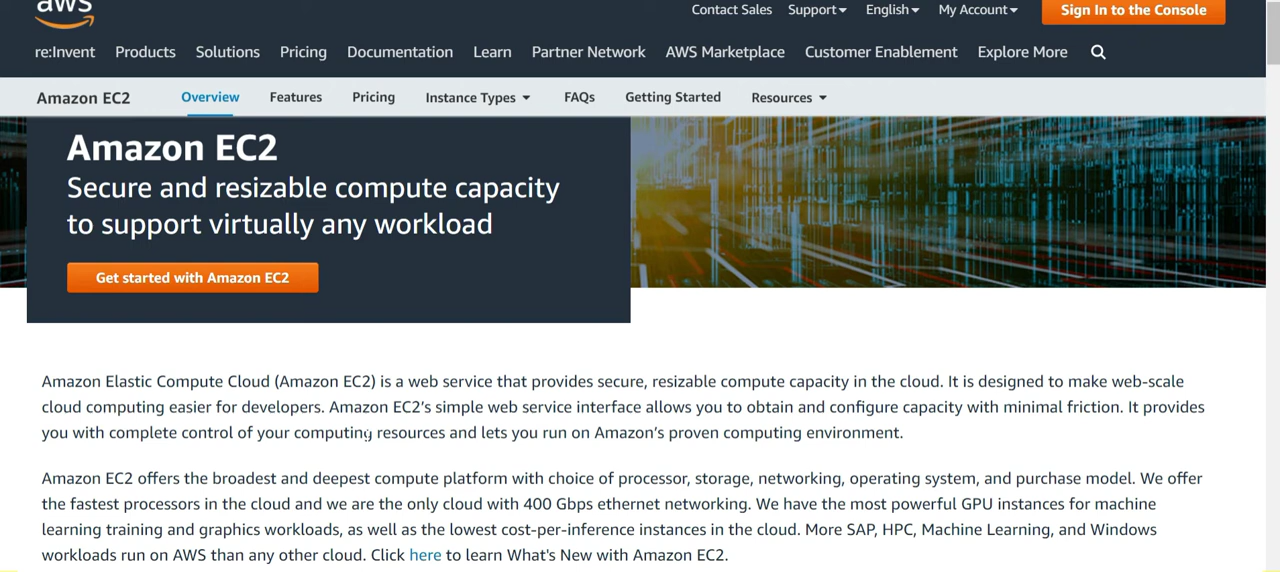 aws
Contact Sales Support English My Account Sign In to the Console
re:Invent Products Solutions Pricing Documentation Learn Partner Network AWS Marketplace Customer Enablement Explore More
Amazon EC2 Overview Features Pricing Instance Types FAQs Getting Started Resources
Amazon EC2
Secure and resizable compute capacity
to support virtually any workload
Get started with Amazon EC2
Amazon Elastic Compute Cloud (Amazon EC2) is a web service that provides secure, resizable compute capacity in the cloud. It is designed to make web-scale
cloud computing easier for developers. Amazon EC2’s simple web service interface allows you to obtain and configure capacity with minimal friction. It provides
you with complete control of your computing resources and lets you run on Amazon’s proven computing environment.
Amazon EC2 offers the broadest and deepest compute platform with choice of processor, storage, networking, operating system, and purchase model. We offer
the fastest processors in the cloud and we are the only cloud with 400 Gbps ethernet networking. We have the most powerful GPU instances for machine
learning training and graphics workloads, as well as the lowest cost-per-inference instances in the cloud. More SAP, HPC, Machine Learning, and Windows
workloads run on AWS than any other cloud. Click here to learn What's New with Amazon EC2.